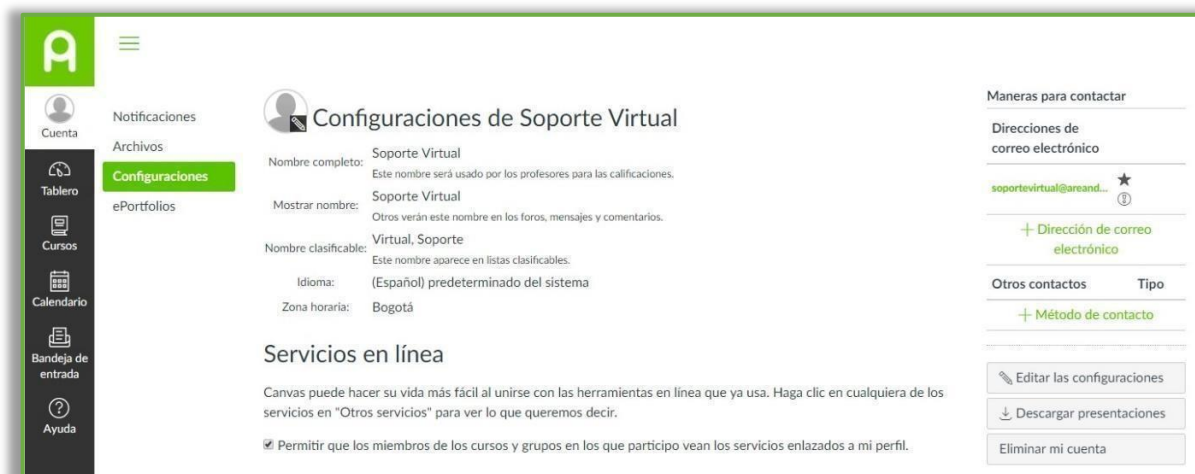 Cuenta
Tablero
Cursos
Calendario
Bandeja de
entrada
Ayuda
Notificaciones
Archivos
Configuraciones
ePortfolios
Configuraciones de Soporte Virtual
Nombre completo: Soporte Virtual
Este nombre será usado por los profesores para las calificaciones.
Mostrar nombre: Soporte Virtual
Otros verán este nombre en los foros, mensajes y comentarios.
Nombre clasificable: Virtual, Soporte
Este nombre aparece en listas clasificables.
Idioma: (Español) predeterminado del sistema
Zona horaria: Bogotá
Servicios en línea
Canvas puede hacer su vida más fácil al unirse con las herramientas en línea que ya usa. Haga clic en cualquiera de los
servicios en "Otros servicios" para ver lo que queremos decir.
Permitir que los miembros de los cursos y grupos en los que participo vean los servicios enlazados a mi perfil.
Maneras para contactar
Direcciones de
correo electrónico
soportevirtual@areand...
+ Dirección de correo
electrónico
Otros contactos Tipo
+ Método de contacto
Editar las configuraciones
Descargar presentaciones
Eliminar mi cuenta